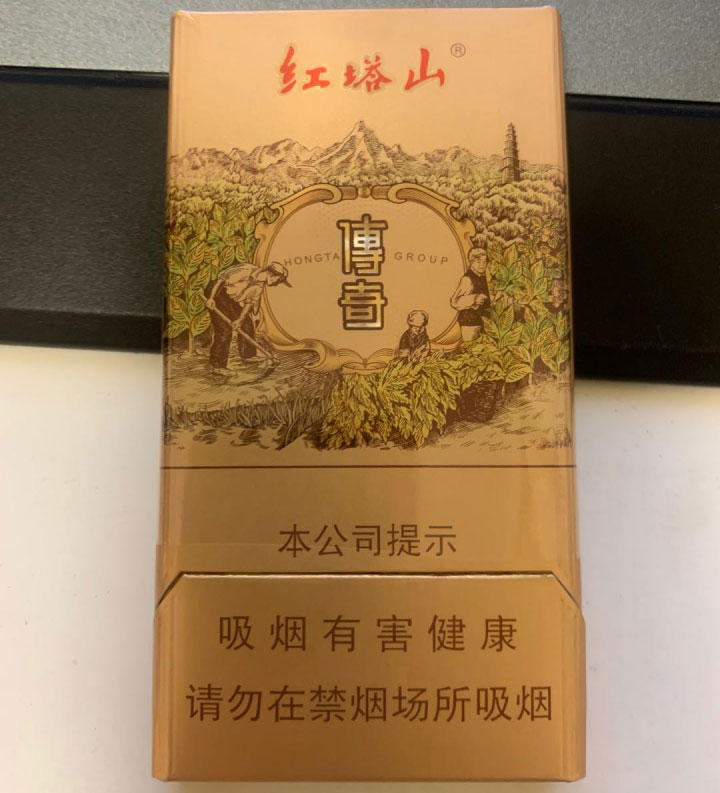 红塔山®
傳奇
HONGTA GROUP
本公司提示
吸烟有害健康
请勿在禁烟场所吸烟